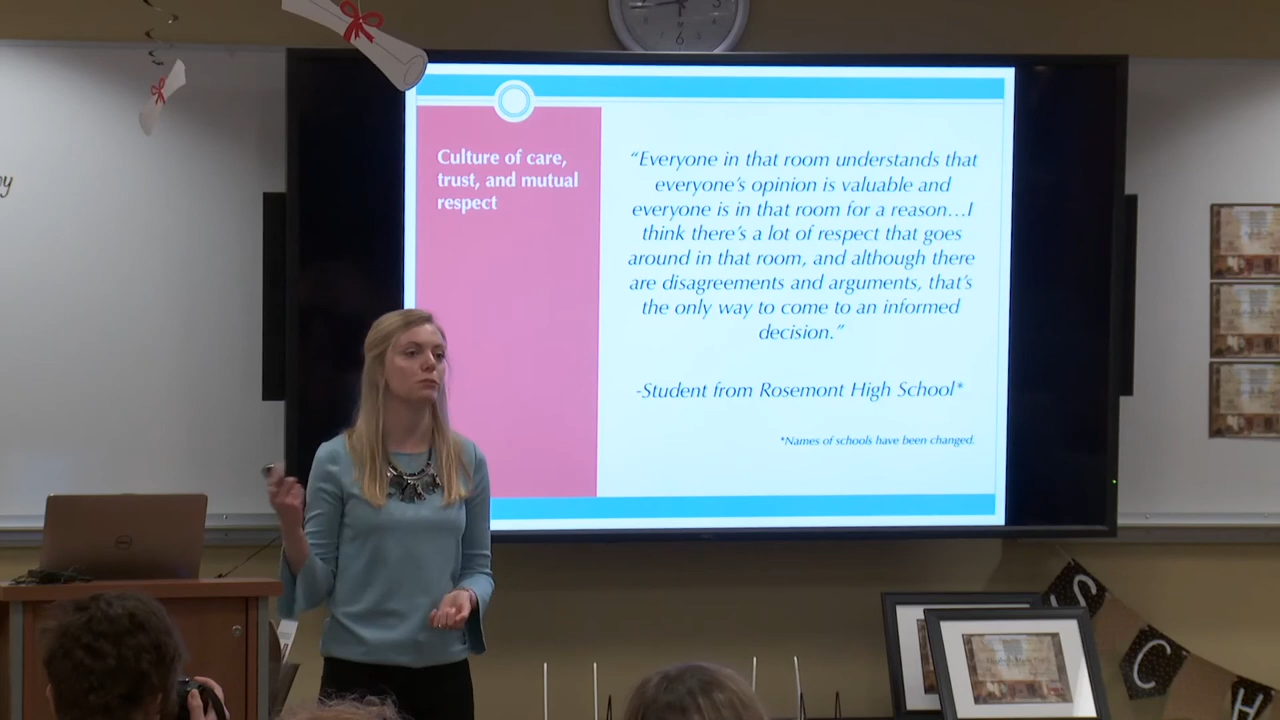 6
Culture of care,
trust, and mutual
respect
“Everyone in that room understands that
everyone’s opinion is valuable and
everyone is in that room for a reason…I
think there’s a lot of respect that goes
around in that room, and although there
are disagreements and arguments, that’s
the only way to come to an informed
decision.”
-Student from Rosemont High School*
*Names of schools have been changed.
DELL
S
C
H